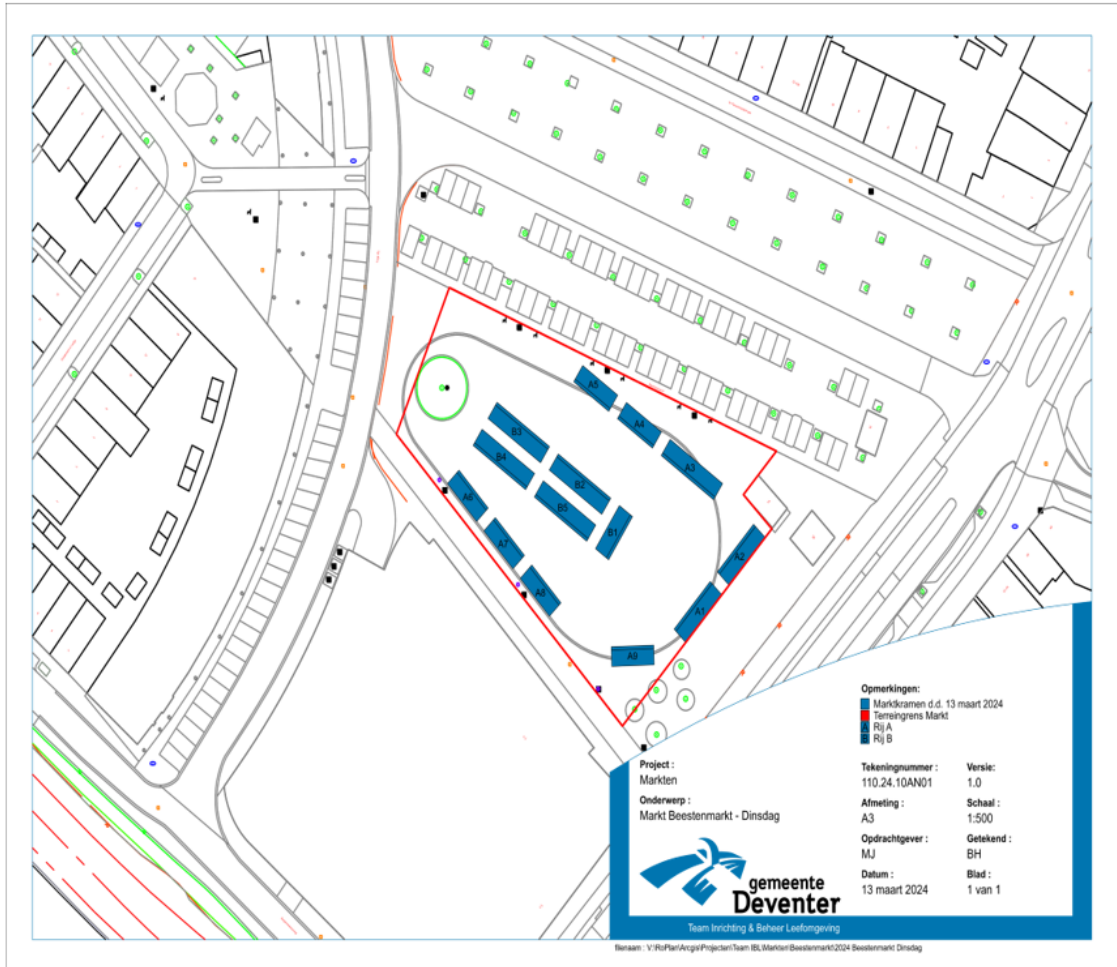 A5
A4
B3
A3
B4
B2
A6
B5
B1
A7
A2
A8
A1
A9
Opmerkingen:
Marktkramen d.d. 13 maart 2024
Terreingrens Markt
A Rij A
B Rij B
Project :
Markten
Onderwerp :
Markt Beestenmarkt - Dinsdag
Tekeningnummer : Versie:
110.24.10AN01 1.0
Afmeting : Schaal :
A3 1:500
Opdrachtgever : Getekend :
MJ BH
Datum : Blad :
13 maart 2024 1 van 1
gemeente
Deventer
Team Inrichting & Beheer Leefomgeving
filenaam : V:\RoPlan\Arcgis\Projecten\Team IBL\Markten\Beestenmarkt\2024 Beestenmarkt Dinsdag